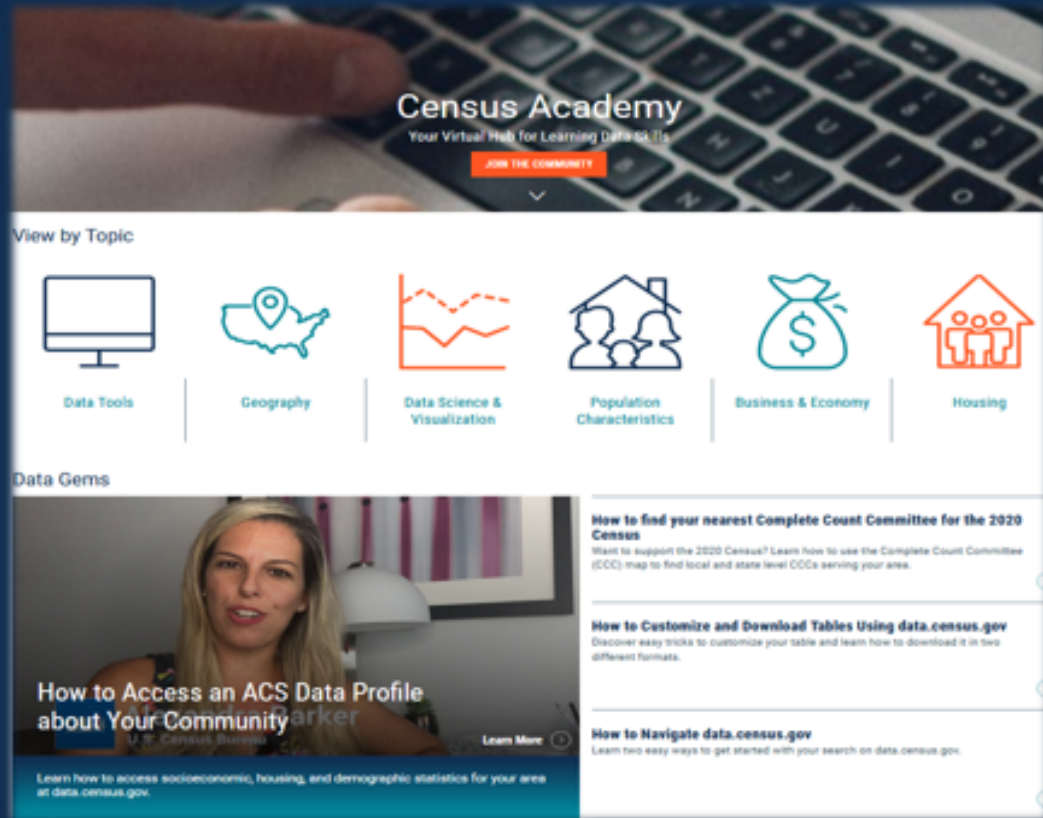 Census Academy
Your Virtual Hub for Learning Data Skills
JOIN THE COMMUNITY
View by Topic
Data Tools
Geography
Data Science &
Visualization
Population
Characteristics
Business & Economy
Housing
Data Gems
How to Access an ACS Data Profile
about Your Community
Barker
U.S. Census Bureau
Learn More
Learn how to access socioeconomic, housing, and demographic statistics for your area
at data.census.gov.
How to find your nearest Complete Count Committee for the 2020
Census
Want to support the 2020 Census? Learn how to use the Complete Count Committee
(CCC) map to find local and state level CCCs serving your area.
How to Customize and Download Tables Using data.census.gov
Discover easy tricks to customize your table and learn how to download it in two
different formats.
How to Navigate data.census.gov
Learn two easy ways to get started with your search on data.census.gov.